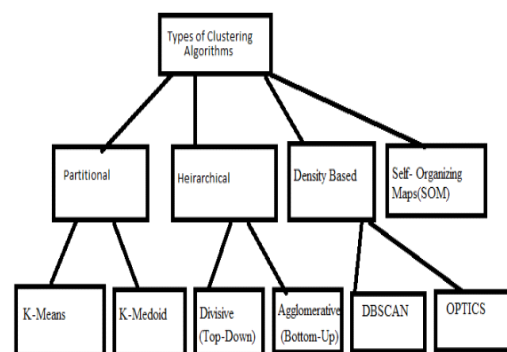 Types of Clustering
Algorithms
Partitional
Heirarchical
Density Based
Self- Organizing
Maps(SOM)
K-Means
K-Medoid
Divisive
(Top-Down)
Agglomerative
(Bottom-Up)
DBSCAN
OPTICS